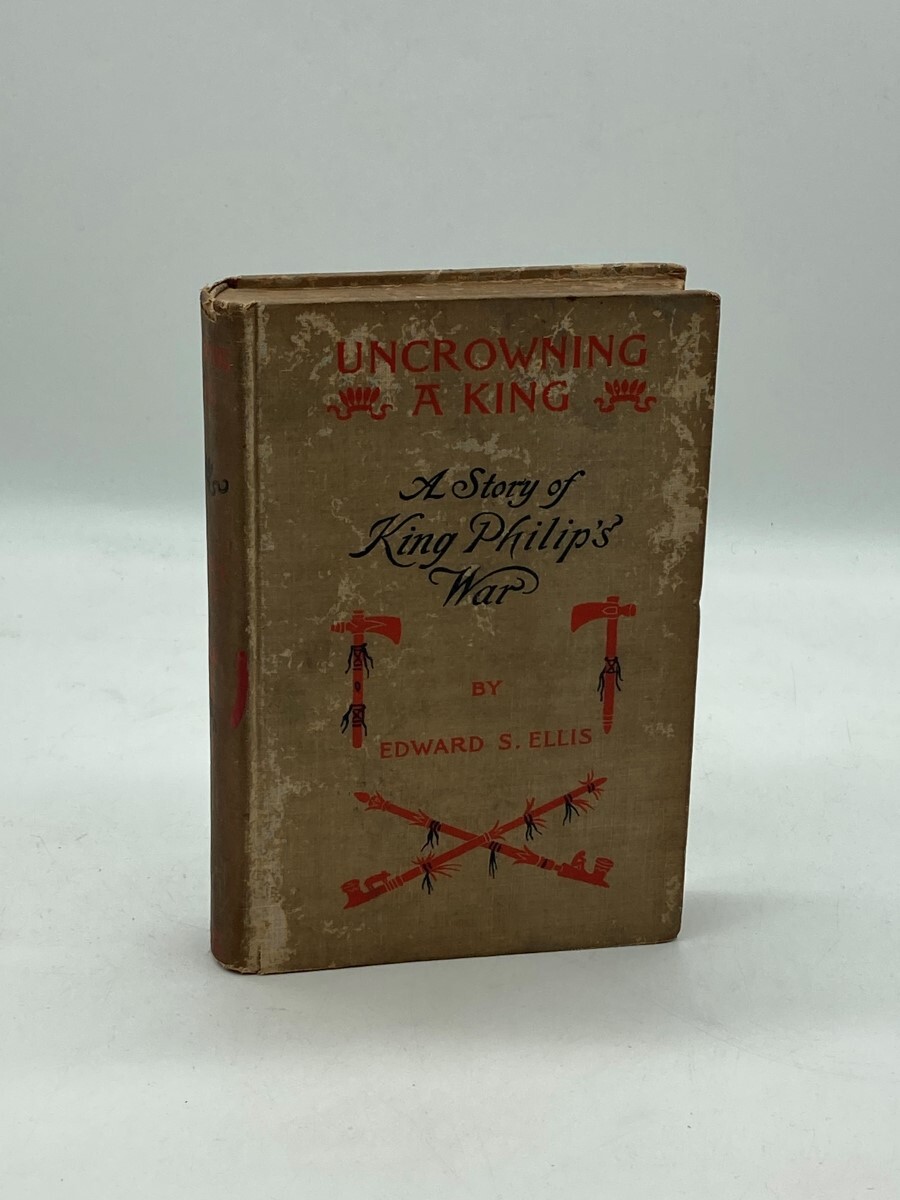 UNCROWNING
A KING
A Story of
King Philip's
War
BY
EDWARD S. ELLIS